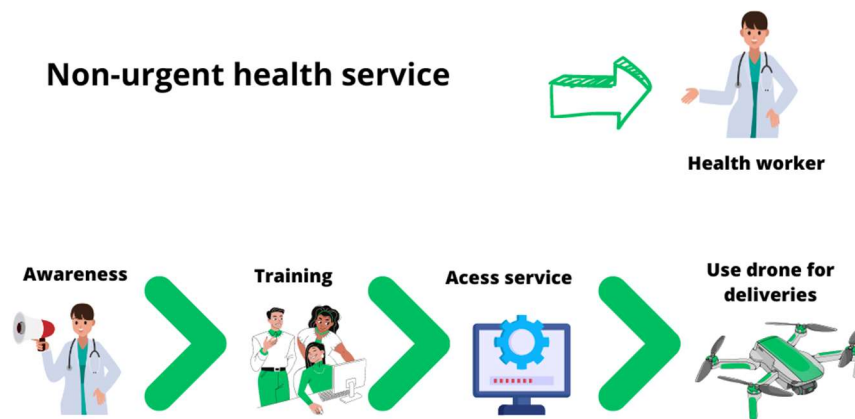 Non-urgent health service
Health worker
Awareness
Training
Acess service
Use drone for
deliveries